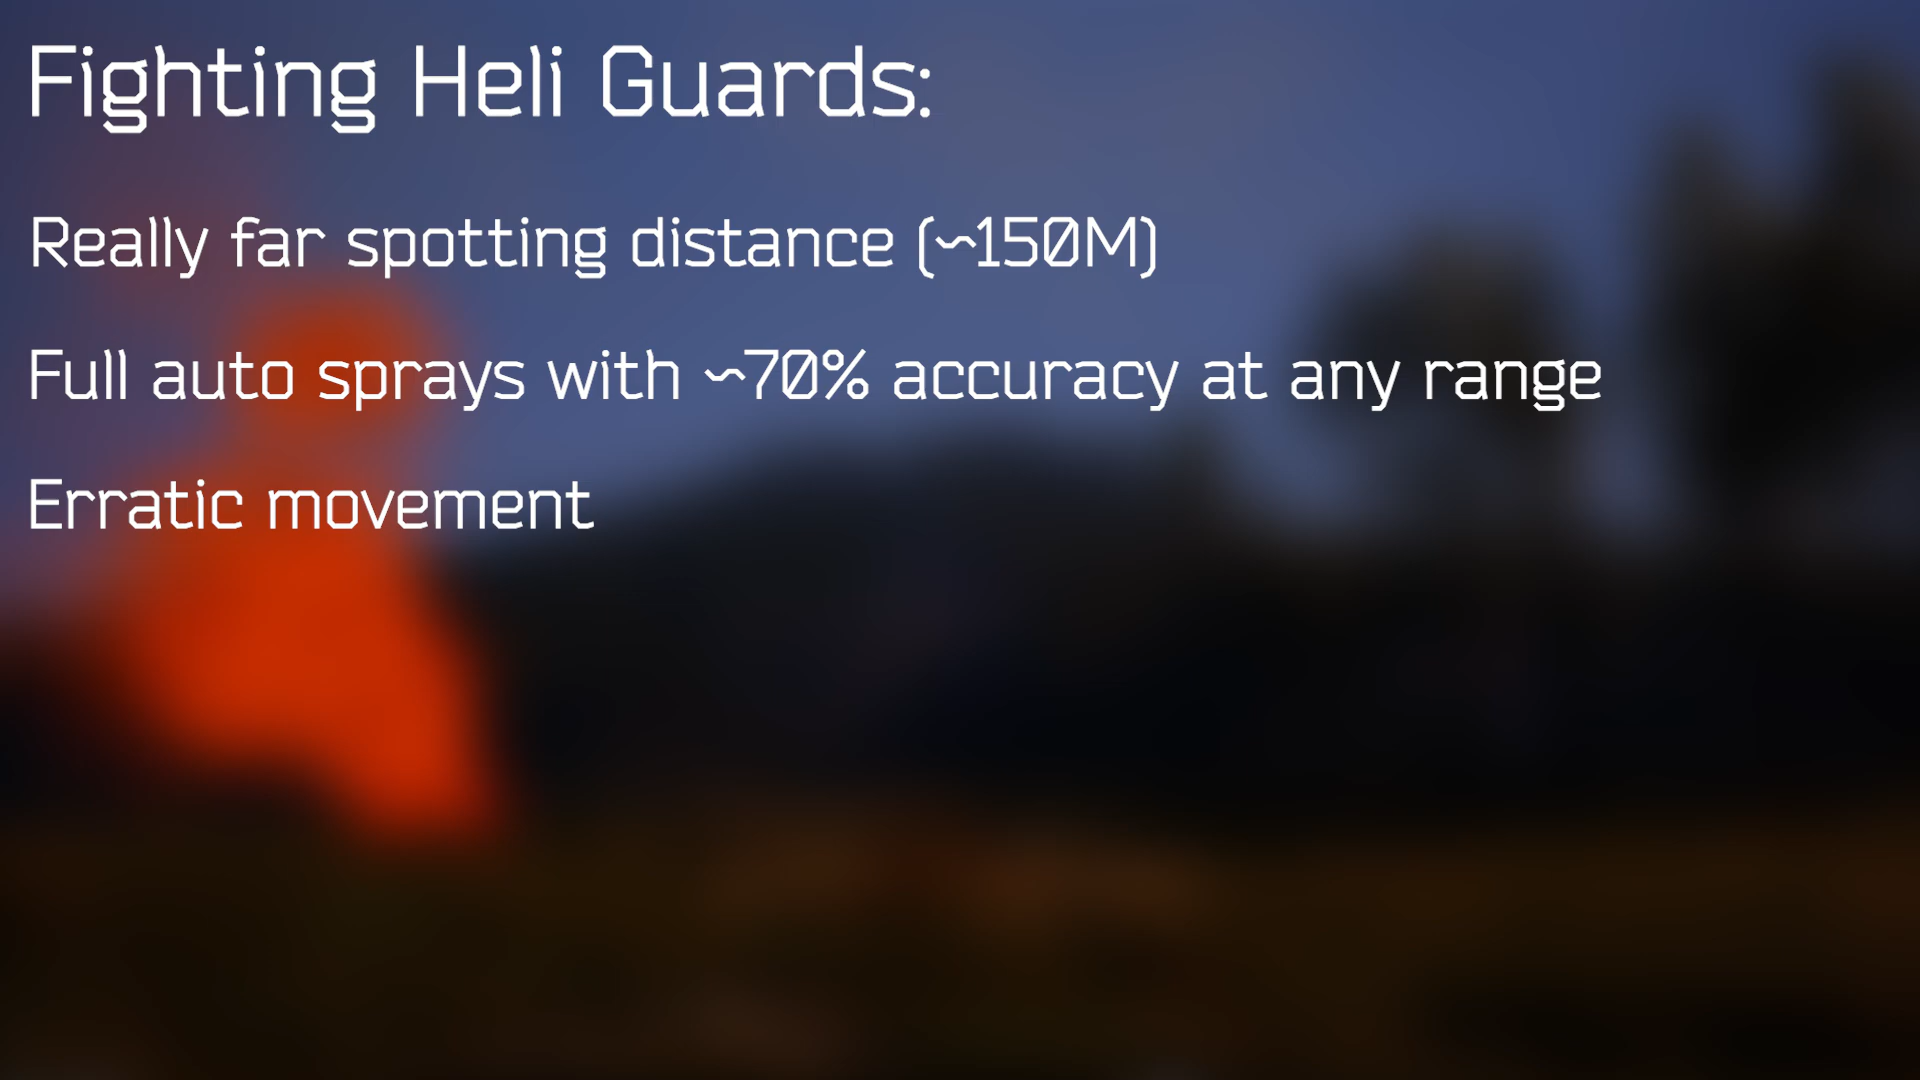 Fighting Heli Guards:
Really far spotting distance (~150M)
Full auto sprays with ~70% accuracy at any range
Erratic movement